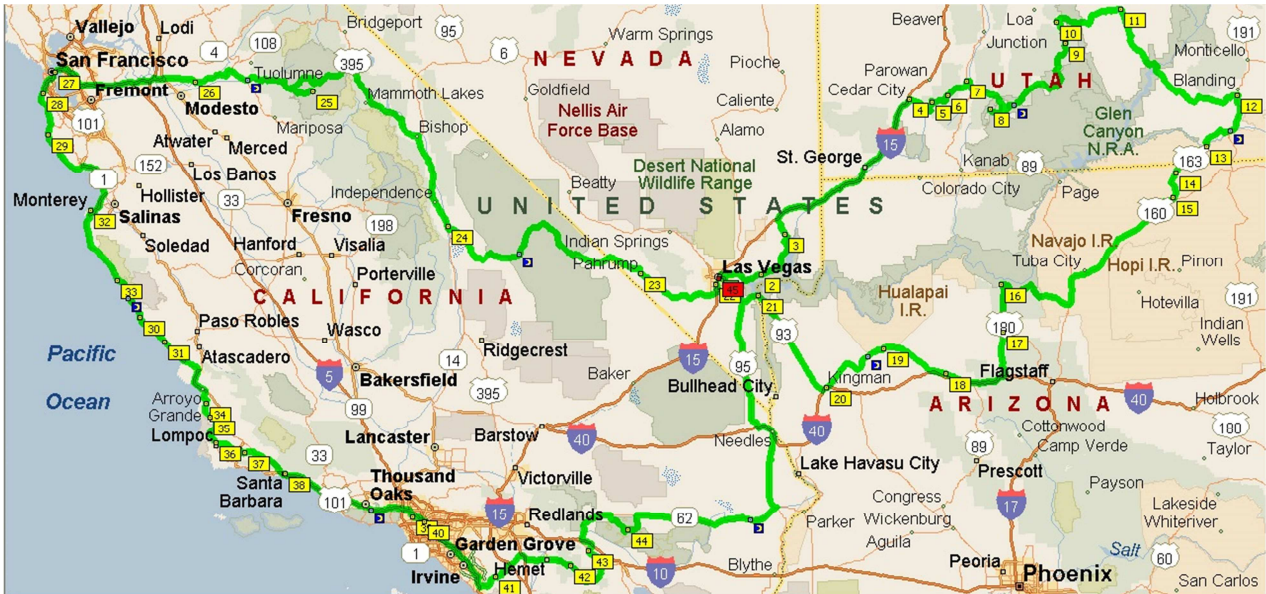 Vallejo
Lodi
Bridgeport
95
Warm Springs
Beaver
Loa
11
191
4
108
6
NEVADA
Junction
10
San Francisco
395
Pioche
9
Monticello
27
Tuolumne
Parowan
UTAH
Blanding
26
25
Mammoth Lakes
Goldfield
Cedar City
7
28
Fremont
Modesto
Nellis Air
Force Base
Caliente
4
5
6
8
12
101
Mariposa
Bishop
Alamo
15
Glen
Canyon
N.R.A.
29
Atwater
Merced
St. George
Kanab
89
163
13
152
Los Banos
Desert National
Wildlife Range
1
Hollister
33
Independence
Beatty
Colorado City
Page
14
Monterey
Salinas
Fresno
UNITED STATES
160
15
32
198
Soledad
Hanford
Visalia
24
Indian Springs
3
Navajo I.R.
Corcoran
Pahrump
Las Vegas
Tuba City
Hopi I.R.
Pinon
33
Porterville
23
45
22
2
Hualapai
I.R.
16
Hotevilla
191
CALIFORNIA
21
30
Paso Robles
Wasco
93
180
Indian
Wells
31
Atascadero
Ridgecrest
15
95
17
Pacific
Ocean
5
Bakersfield
14
Baker
Bullhead City
19
Kingman
18
Flagstaff
395
20
Arroyo
Grande
99
ARIZONA
40
Holbrook
34
35
Lompoc
Lancaster
Barstow
40
Needles
40
Cottonwood
180
36
37
33
89
Camp Verde
Taylor
Santa
Barbara
38
Thousand
Oaks
Victorville
Lake Havasu City
Prescott
101
15
Redlands
62
Congress
Payson
Lakeside
40
44
Parker
Wickenburg
17
Whiteriver
1
Garden Grove
Aguila
Salt
Irvine
Hemet
43
10
Blythe
Peoria
60
41
42
Phoenix
San Carlos